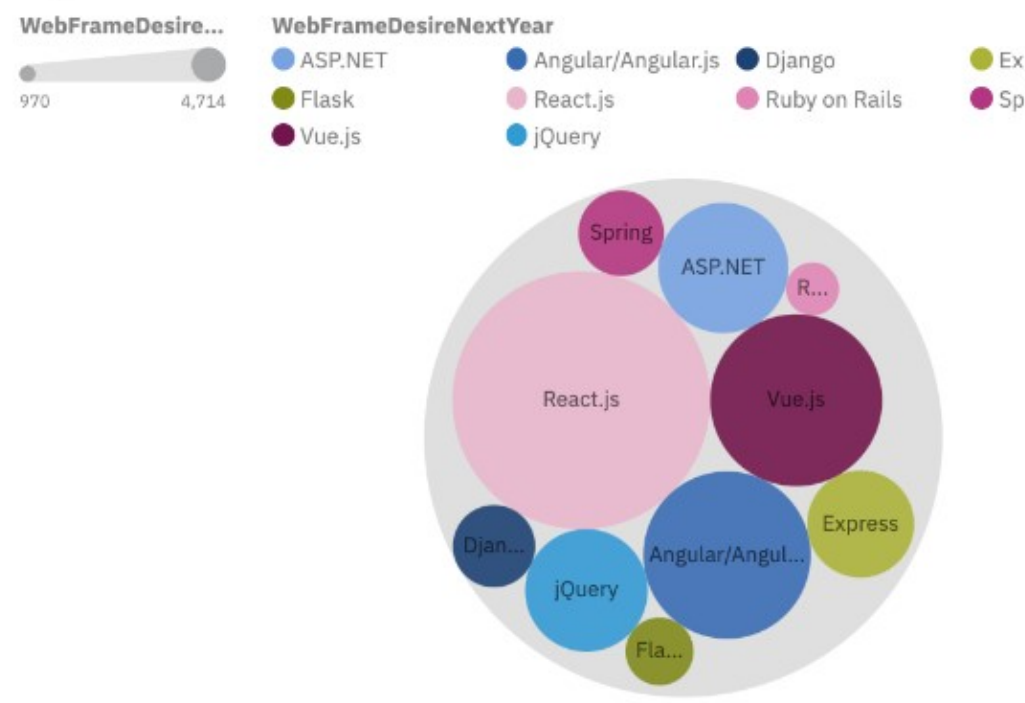 WebFrameDesire... WebFrameDesireNextYear
970 4,714
ASP.NET Angular/Angular.js Django Ex
Flask React.js Ruby on Rails Sp
Vue.js jQuery
Spring
ASP.NET
R...
React.js
Vue.js
Express
Djan...
Angular/Angul...
jQuery
Fla...